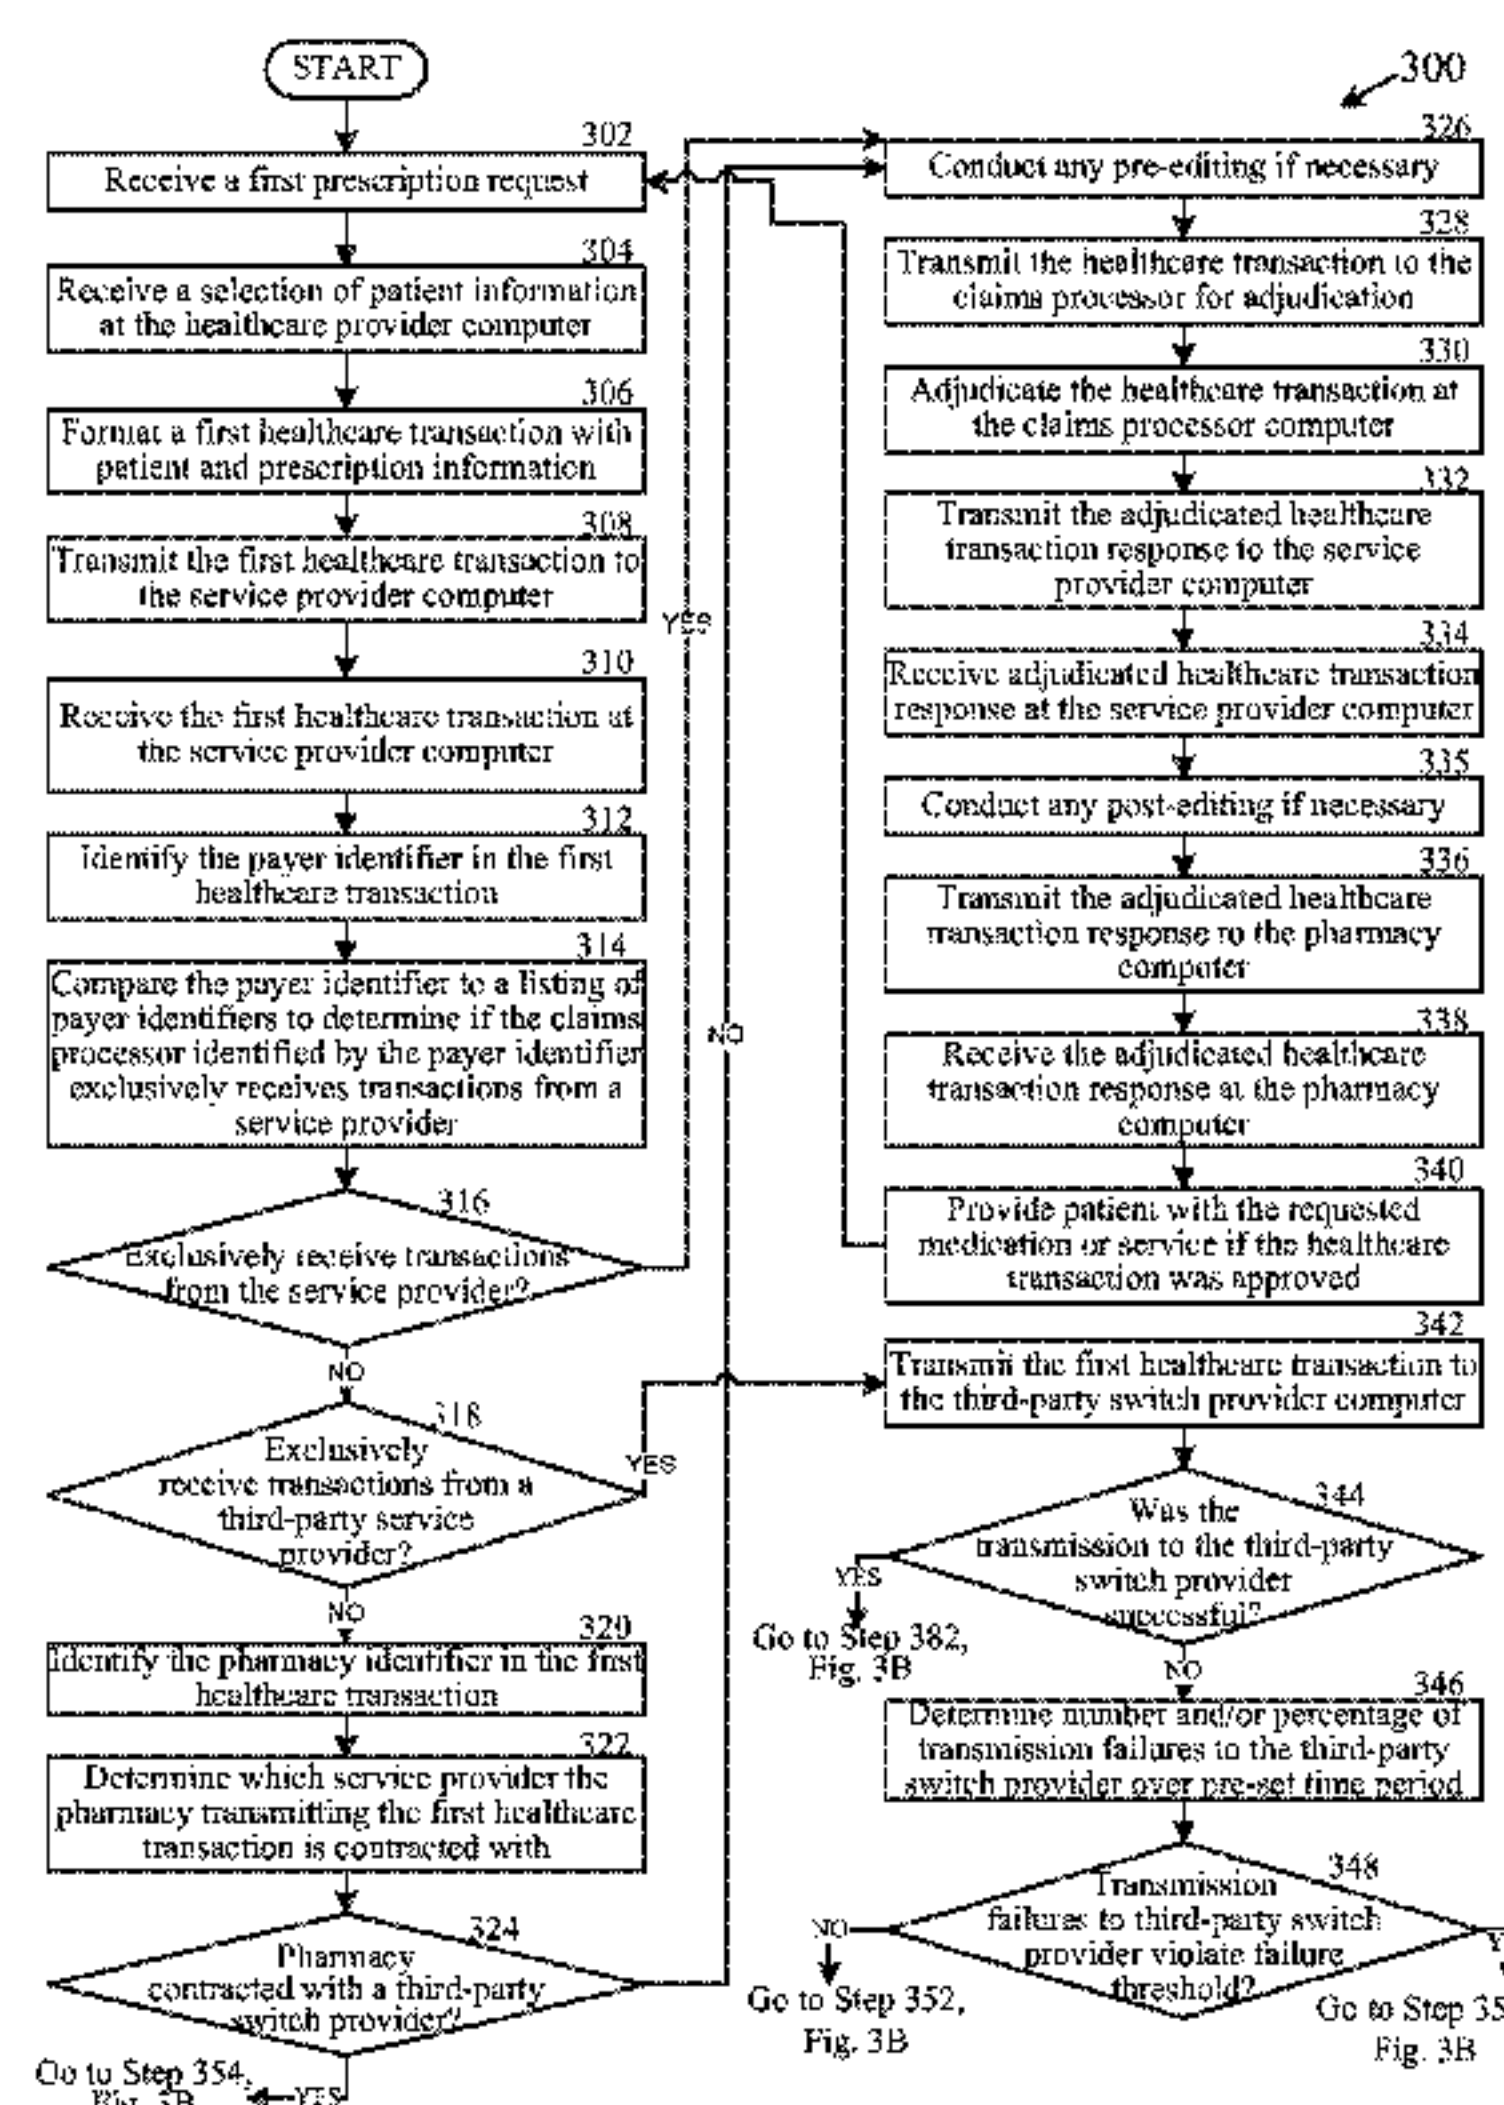 START
300
302
Receive a first prescription request
304
Receive a selection of patient information
at the healthcare provider computer
306
Format a first healthcare transaction with
patient and prescription information
308
Transmit the first healthcare transaction to
the service provider computer
310
Receive the first healthcare transaction at
the service provider computer
312
Identify the payer identifier in the first
healthcare transaction
314
Compare the payer identifier to a listing of
payer identifiers to determine if the claims
processor identified by the payer identifier
exclusively receives transactions from a
service provider
316
Exclusively receive transactions
from the service provider?
YES
NO
318
Exclusively
receive transactions from a
third-party service
provider?
YES
NO
320
Identify the pharmacy identifier in the first
healthcare transaction
322
Determine which service provider the
pharmacy transmitting the first healthcare
transaction is contracted with
324
Pharmacy
contracted with a third-party
switch provider?
NO
YES
Go to Step 354,
Fig. 3B
326
Conduct any pre-editing if necessary
328
Transmit the healthcare transaction to the
claims processor for adjudication
330
Adjudicate the healthcare transaction at
the claims processor computer
332
Transmit the adjudicated healthcare
transaction response to the service
provider computer
334
Receive adjudicated healthcare transaction
response at the service provider computer
335
Conduct any post-editing if necessary
336
Transmit the adjudicated healthcare
transaction response to the pharmacy
computer
338
Receive the adjudicated healthcare
transaction response at the pharmacy
computer
340
Provide patient with the requested
medication or service if the healthcare
transaction was approved
342
Transmit the first healthcare transaction to
the third-party switch provider computer
344
Was the
transmission to the third-party
switch provider
successful?
YES
Go to Step 382,
Fig. 3B
NO
346
Determine number and/or percentage of
transmission failures to the third-party
switch provider over pre-set time period
348
Transmission
failures to third-party switch
provider violate failure
threshold?
NO
Go to Step 352,
Fig. 3B
Y
Go to Step 35
Fig. 3B